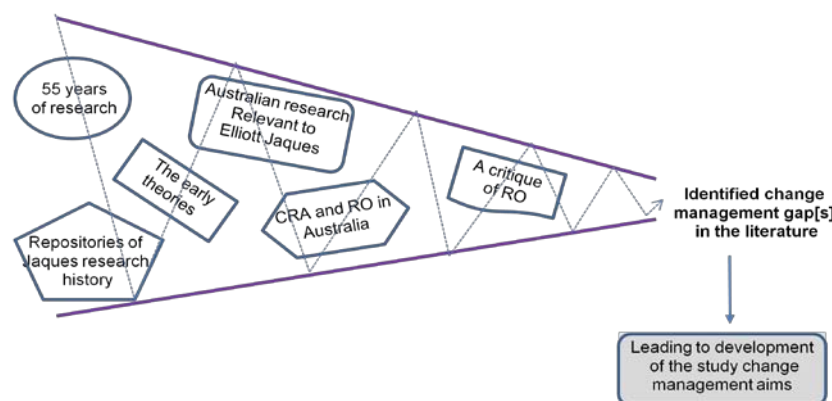 55 years
of research
Repositories of
Jaques research
history
The early
theories
Australian research
Relevant to
Elliott Jaques
CRA and RO in
Australia
A critique
of RO
Identified change
management gap[s]
in the literature
Leading to development
of the study change
management aims